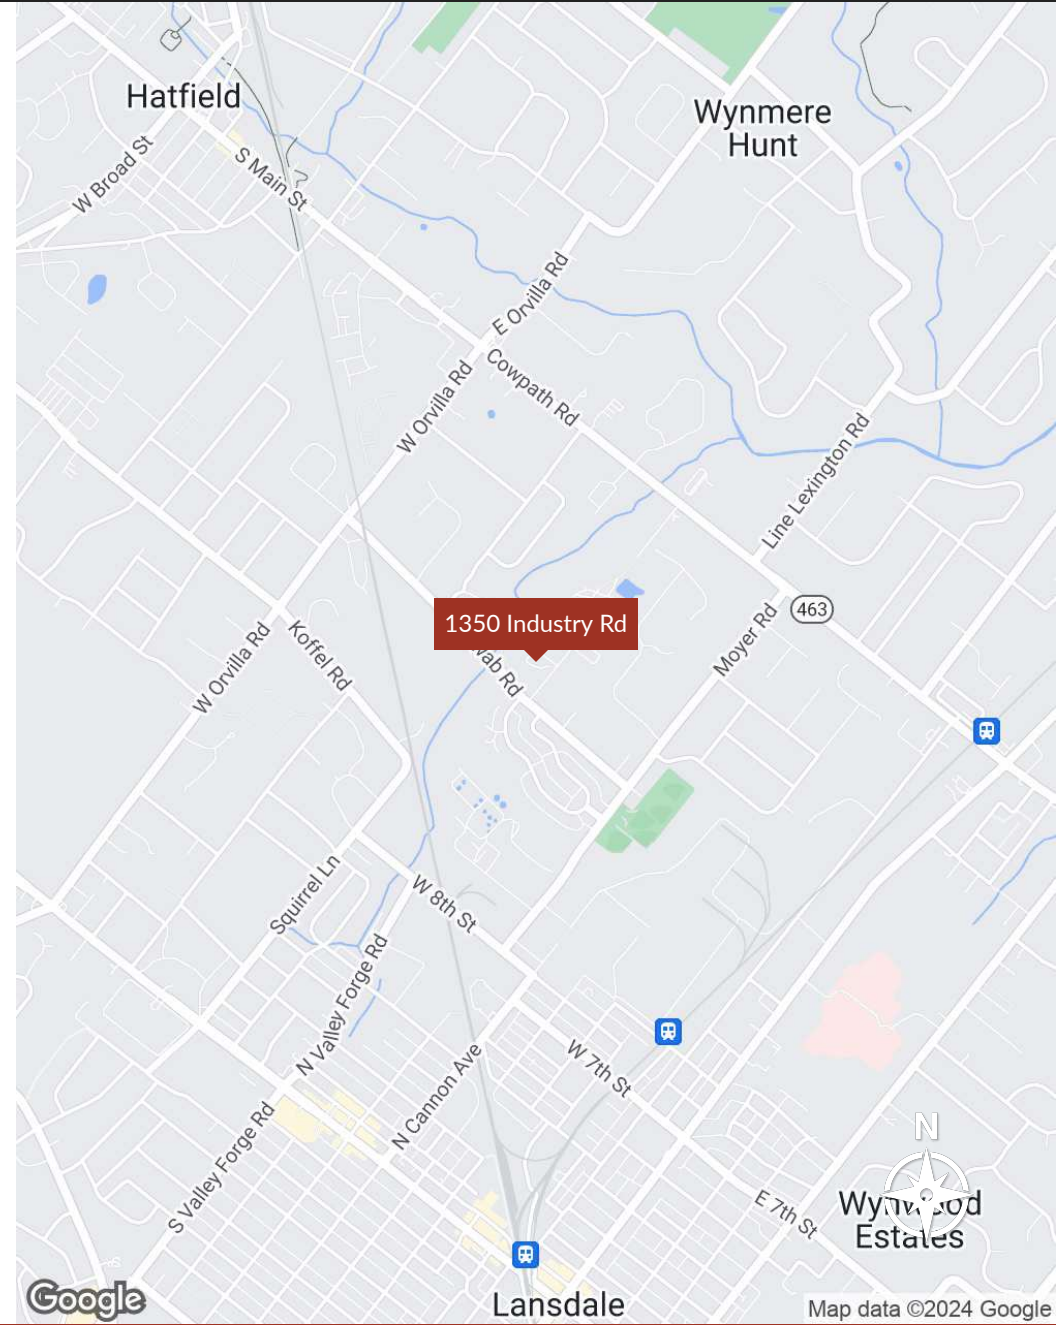 Hatfield
Wynmere
Hunt
W Broad St
S Main St
E Orvilla Rd
Cowpath Rd
W Orvilla Rd
Line Lexington Rd
1350 Industry Rd
463
Moyer Rd
W Orvilla Rd
Koffel Rd
Rd
Squirrel Ln
W 8th St
N Valley Forge Rd
N Cannon Ave
W 7th St
S Valley Forge Rd
N
E 7th St
Wynwood
Estates
Google
Lansdale
Map data ©2024 Google